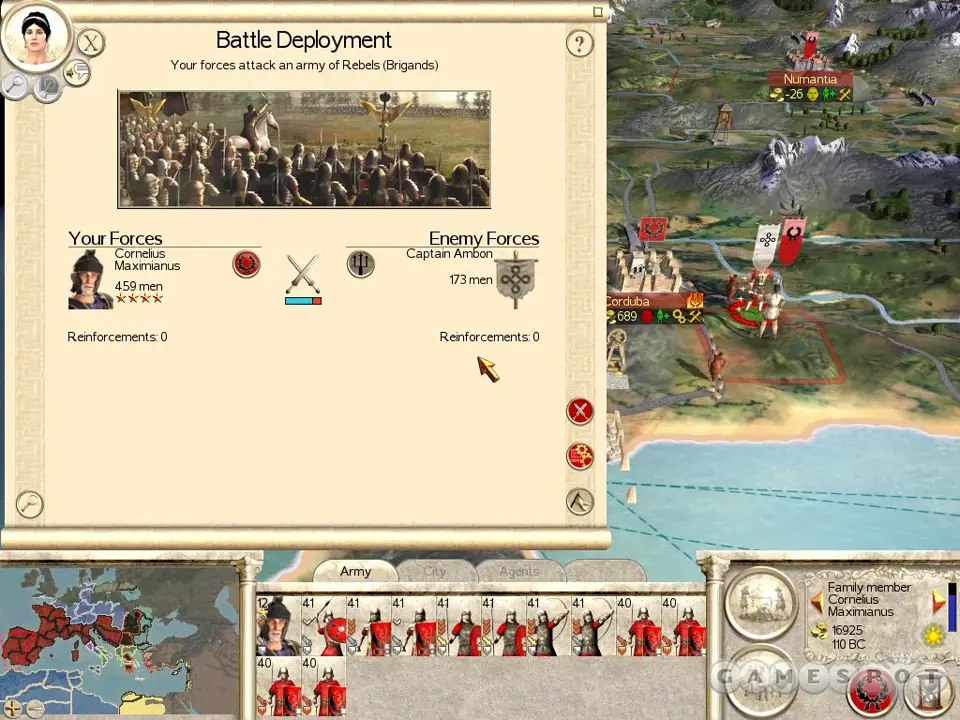 Battle Deployment
Your forces attack an army of Rebels (Brigands)
X
?
Numantia
-26
Your Forces
Enemy Forces
Cornelius
Maximianus
459 men
Captain Ambon
173 men
Reinforcements: 0
Reinforcements: 0
Corduba
689
Army
City
Agents
12 41 41 41 41 41 41 41 40 40
40 40
Family member
Cornelius
Maximianus
16925
110 BC
GAMESPOT